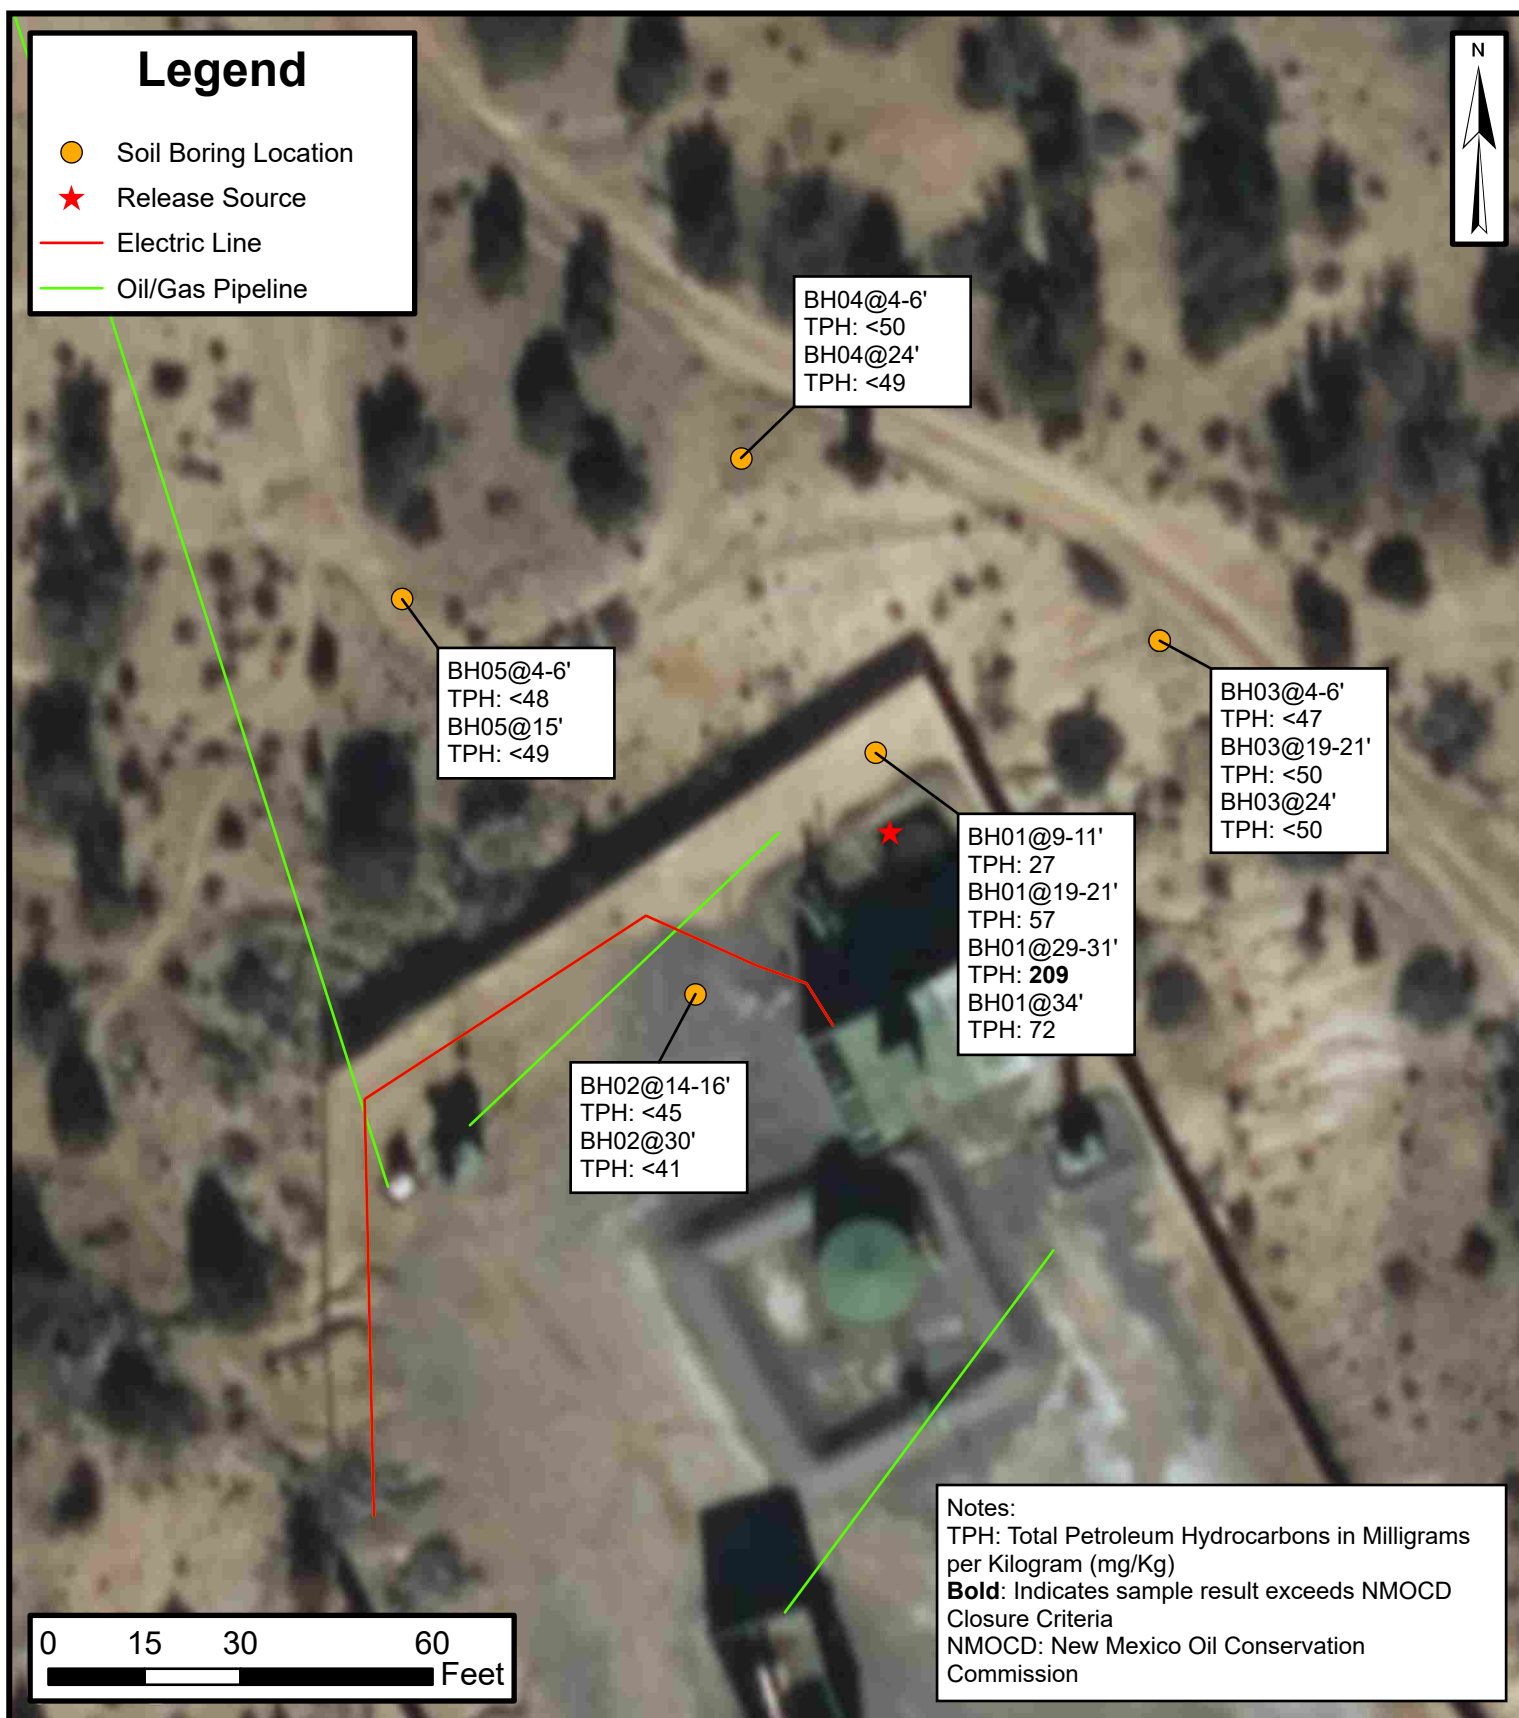 Legend
Soil Boring Location
Release Source
Electric Line
Oil/Gas Pipeline
N
BH04@4-6'
TPH: <50
BH04@24'
TPH: <49
BH05@4-6'
TPH: <48
BH05@15'
TPH: <49
BH03@4-6'
TPH: <47
BH03@19-21'
TPH: <50
BH03@24'
TPH: <50
BH01@9-11'
TPH: 27
BH01@19-21'
TPH: 57
BH01@29-31'
TPH: 209
BH01@34'
TPH: 72
BH02@14-16'
TPH: <45
BH02@30'
TPH: <41
Notes:
TPH: Total Petroleum Hydrocarbons in Milligrams
per Kilogram (mg/Kg)
Bold: Indicates sample result exceeds NMOCD
Closure Criteria
NMOCD: New Mexico Oil Conservation
Commission
0 15 30 60
Feet